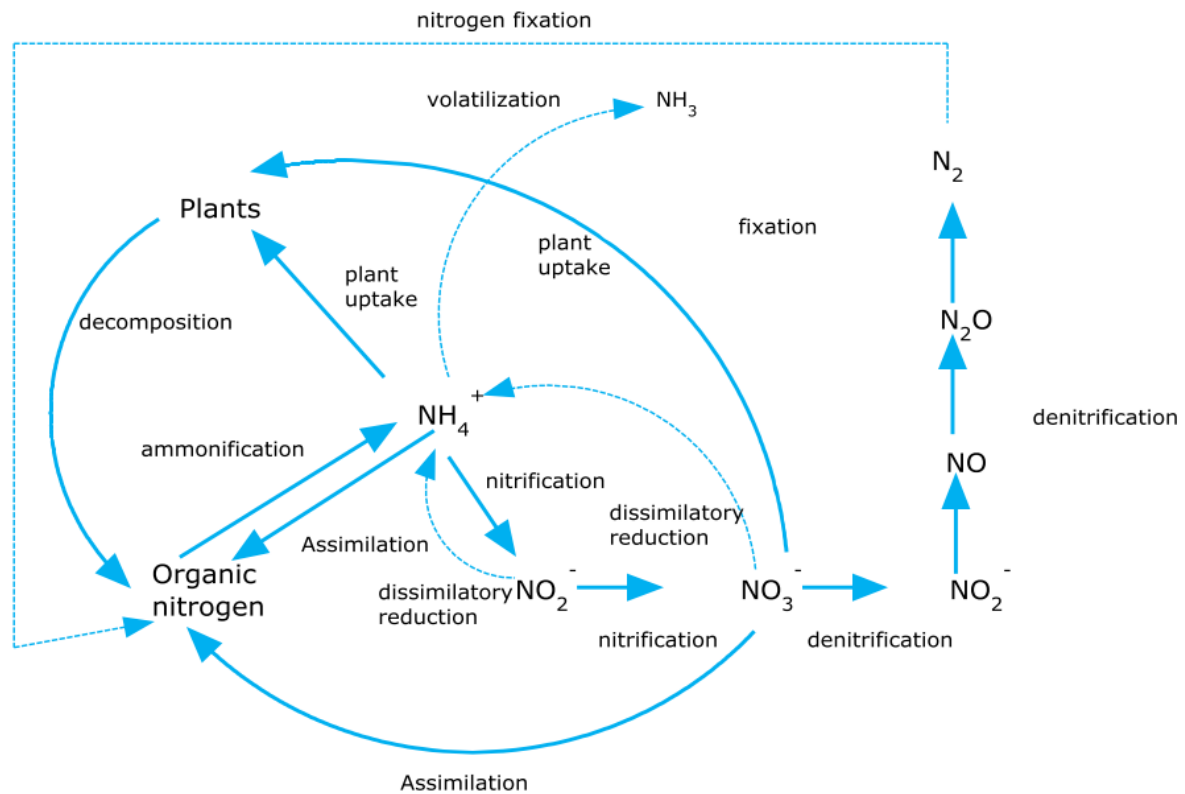 nitrogen fixation
volatilization
NH₃
N₂
Plants
fixation
plant
uptake
plant
uptake
decomposition
N₂O
NH₄⁺
denitrification
ammonification
NO
nitrification
dissimilatory
reduction
Assimilation
Organic
nitrogen
dissimilatory
reduction
NO₂⁻
NO₃⁻
NO₂⁻
nitrification
denitrification
Assimilation